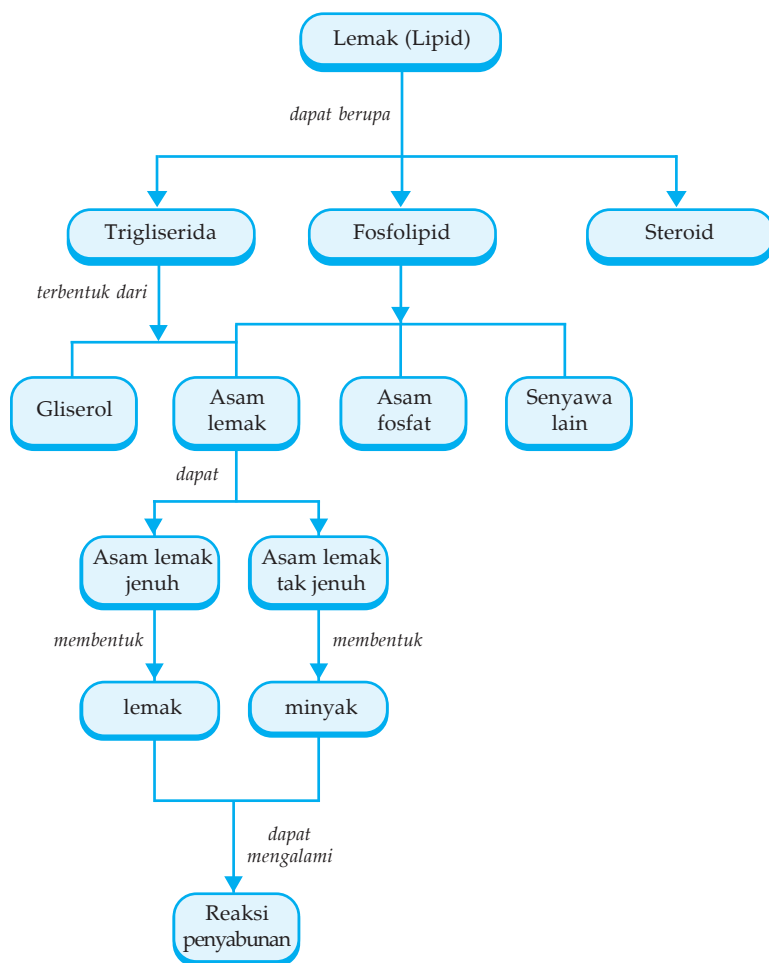 Lemak (Lipid)
dapat berupa
Trigliserida
Fosfolipid
Steroid
terbentuk dari
Gliserol
Asam
lemak
Asam
fosfat
Senyawa
lain
dapat
Asam lemak
jenuh
Asam lemak
tak jenuh
membentuk
membentuk
lemak
minyak
dapat
mengalami
Reaksi
penyabunan